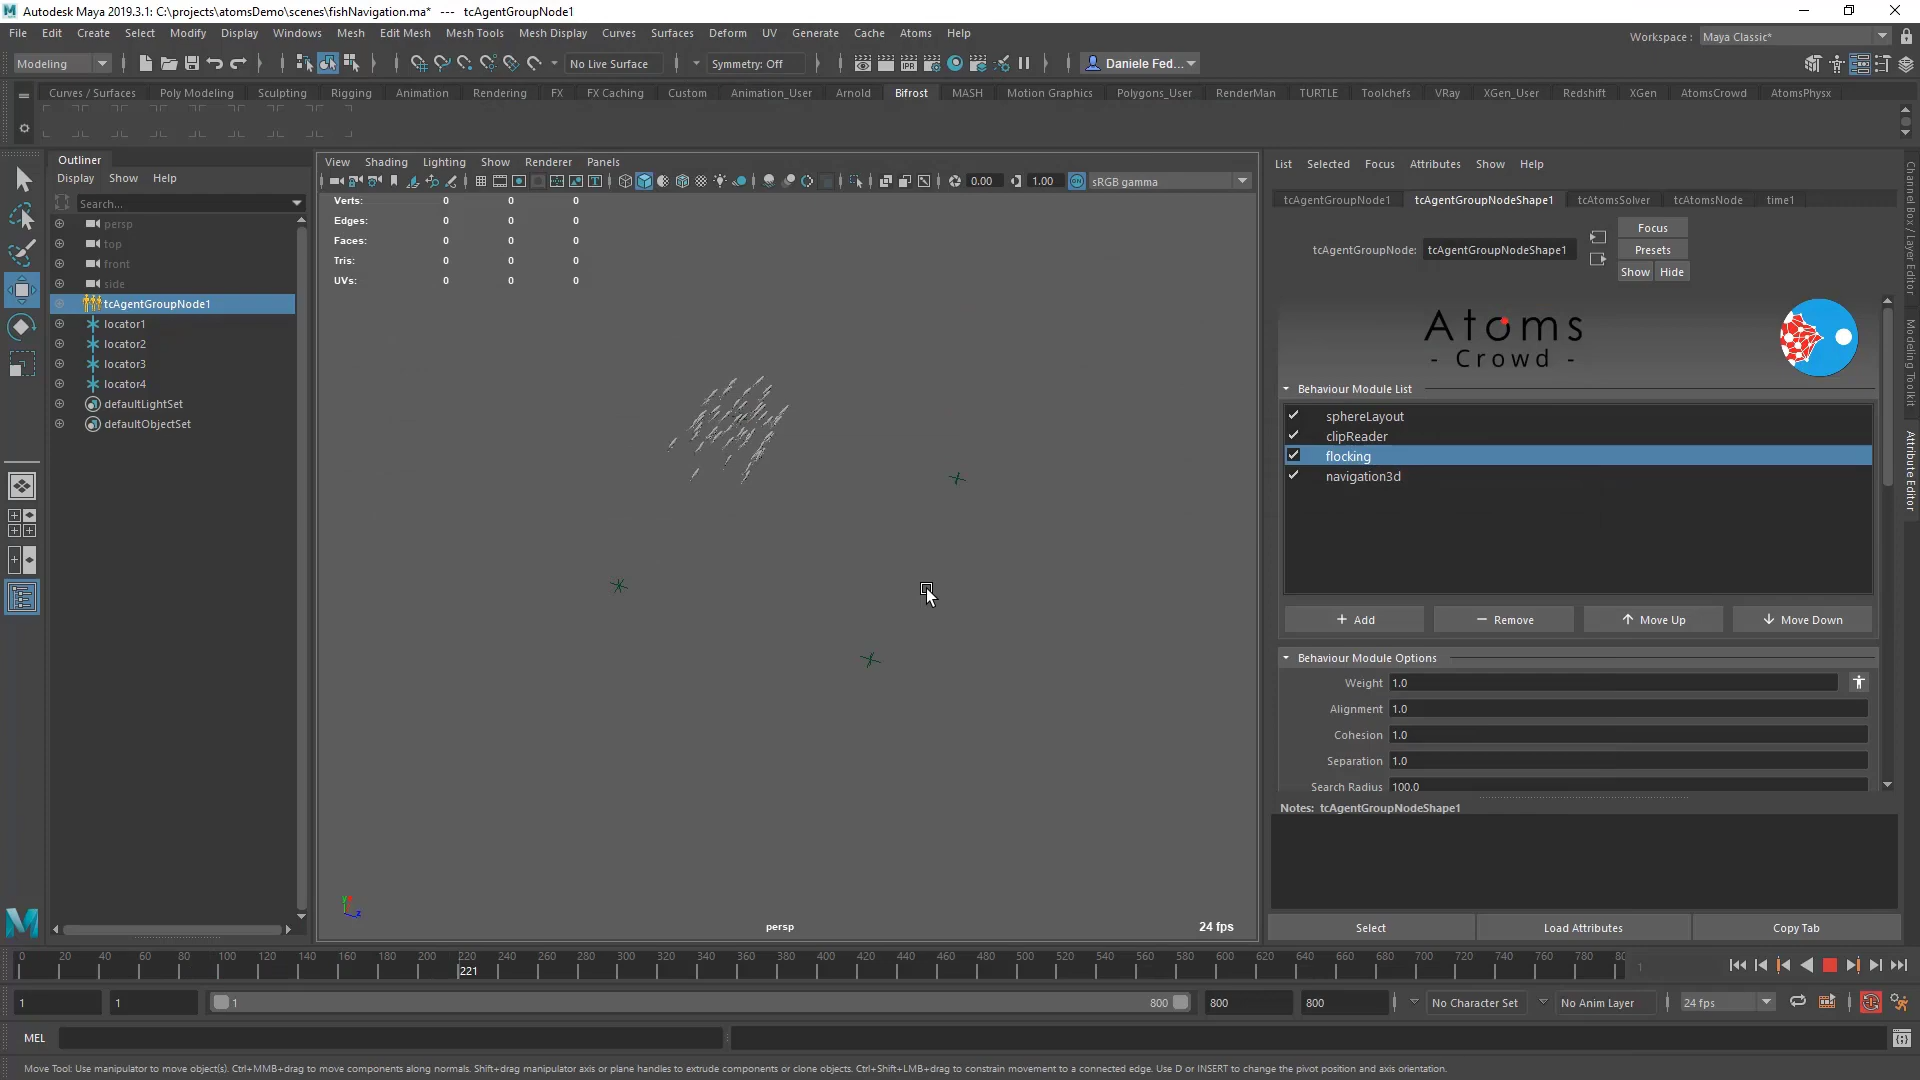 Autodesk Maya 2019.3.1: C:\projects\atomsDemo\scenes\fishNavigation.ma* --- tcAgentGroupNode1
File Edit Create Select Modify Display Windows Mesh Edit Mesh Mesh Tools Mesh Display Curves Surfaces Deform UV Generate Cache Atoms Help
Workspace : Maya Classic*
Modeling No Live Surface Symmetry: Off Daniele Fed...
Curves / Surfaces Poly Modeling Sculpting Rigging Animation Rendering FX FX Caching Custom Animation_User Arnold Bifrost MASH Motion Graphics Polygons_User RenderMan TURTLE Toolchefs VRay XGen_User Redshift XGen AtomsCrowd AtomsPhysx
Outliner
Display Show Help
Search...
persp
top
front
side
tcAgentGroupNode1
locator1
locator2
locator3
locator4
defaultLightSet
defaultObjectSet
View Shading Lighting Show Renderer Panels
0.00 1.00 sRGB gamma
Verts: 0 0 0
Edges: 0 0 0
Faces: 0 0 0
Tris: 0 0 0
UVs: 0 0 0
persp
24 fps
List Selected Focus Attributes Show Help
tcAgentGroupNode1 tcAgentGroupNodeShape1 tcAtomsSolver tcAtomsNode time1
tcAgentGroupNode: tcAgentGroupNodeShape1
Focus
Presets
Show Hide
Atoms
- Crowd -
Behaviour Module List
sphereLayout
clipReader
flocking
navigation3d
Add Remove Move Up Move Down
Behaviour Module Options
Weight 1.0
Alignment 1.0
Cohesion 1.0
Separation 1.0
Search Radius 100.0
Notes: tcAgentGroupNodeShape1
Select Load Attributes Copy Tab
Channel Box / Layer Editor
Modeling Toolkit
Attribute Editor
0 20 40 60 80 100 120 140 160 180 200 220 240 260 280 300 320 340 360 380 400 420 440 460 480 500 520 540 560 580 600 620 640 660 680 700 720 740 760 780 80
221
1
1 1 1 800 800 800 No Character Set No Anim Layer 24 fps
MEL
Move Tool: Use manipulator to move object(s). Ctrl+MMB+drag to move components along normals. Shift+drag manipulator axis or plane handles to extrude components or clone objects. Ctrl+Shift+LMB+drag to constrain movement to a connected edge. Use D or INSERT to change the pivot position and axis orientation.